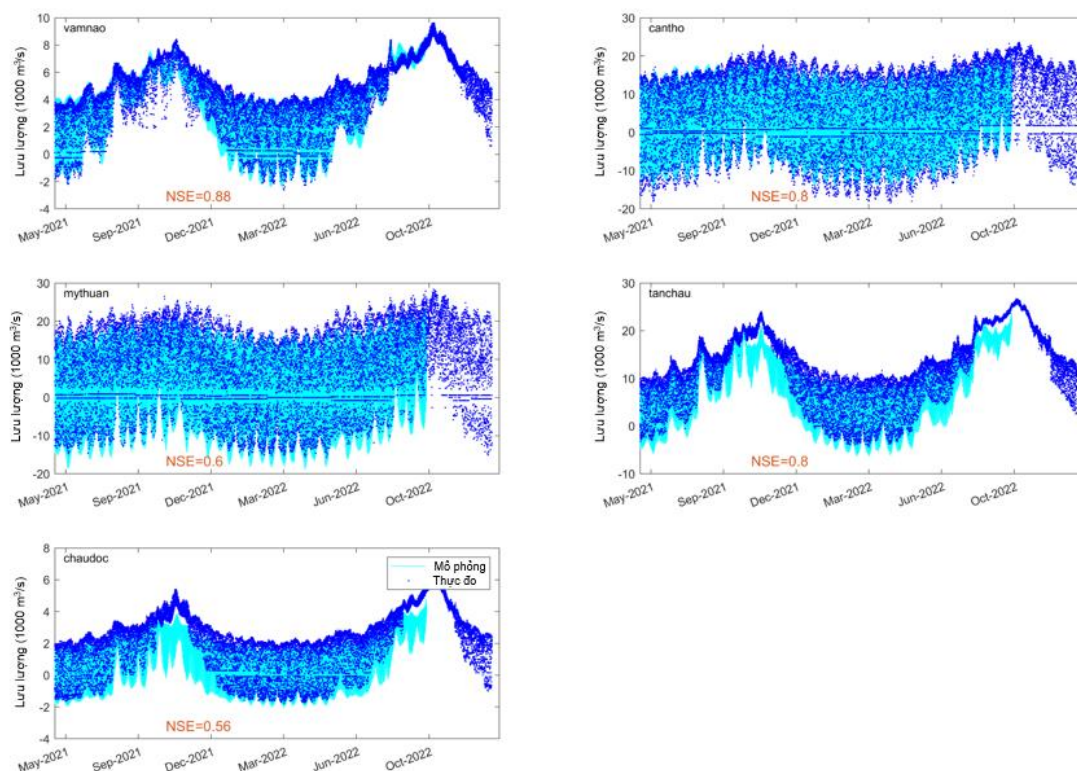 vamnao
Lưu lượng (1000 m³/s)
10
8
6
4
2
0
-2
-4
NSE=0.88
May-2021 Sep-2021 Dec-2021 Mar-2022 Jun-2022 Oct-2022
cantho
Lưu lượng (1000 m³/s)
30
20
10
0
-10
-20
NSE=0.8
May-2021 Sep-2021 Dec-2021 Mar-2022 Jun-2022 Oct-2022
mythuan
Lưu lượng (1000 m³/s)
30
20
10
0
-10
-20
NSE=0.6
May-2021 Sep-2021 Dec-2021 Mar-2022 Jun-2022 Oct-2022
tanchau
Lưu lượng (1000 m³/s)
30
20
10
0
-10
NSE=0.8
May-2021 Sep-2021 Dec-2021 Mar-2022 Jun-2022 Oct-2022
chaudoc
Lưu lượng (1000 m³/s)
8
6
4
2
0
-2
-4
Mô phỏng
Thực đo
NSE=0.56
May-2021 Sep-2021 Dec-2021 Mar-2022 Jun-2022 Oct-2022